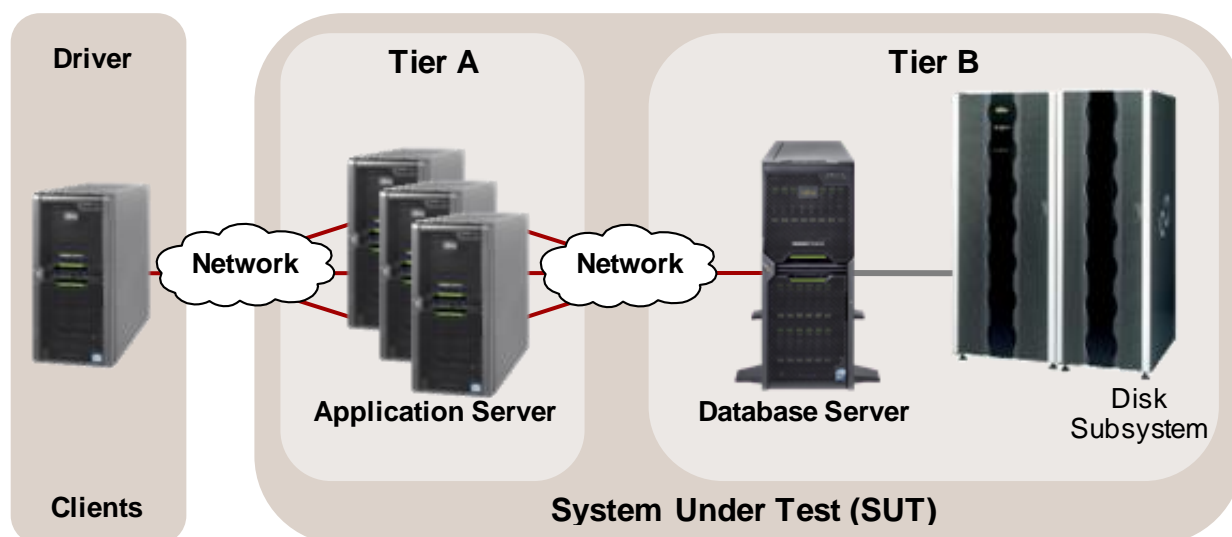 Driver
Tier A
Tier B
Network
Network
Application Server
Database Server
Disk
Subsystem
Clients
System Under Test (SUT)